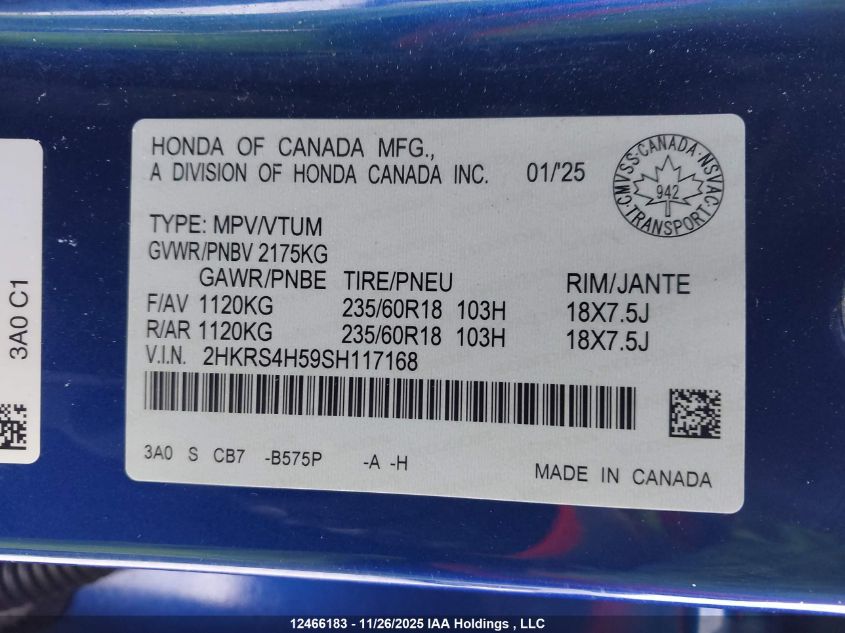 HONDA OF CANADA MFG.,
A DIVISION OF HONDA CANADA INC. 01/'25
CMVSS·CANADA·NSVAC·TRANSPORT·
942
TYPE: MPV/VTUM
GVWR/PNBV 2175KG
GAWR/PNBE TIRE/PNEU RIM/JANTE
F/AV 1120KG 235/60R18 103H 18X7.5J
R/AR 1120KG 235/60R18 103H 18X7.5J
V.I.N. 2HKRS4H59SH117168
3A0 S CB7 -B575P -A -H
MADE IN CANADA
3A0 C1
12466183 - 11/26/2025 IAA Holdings , LLC